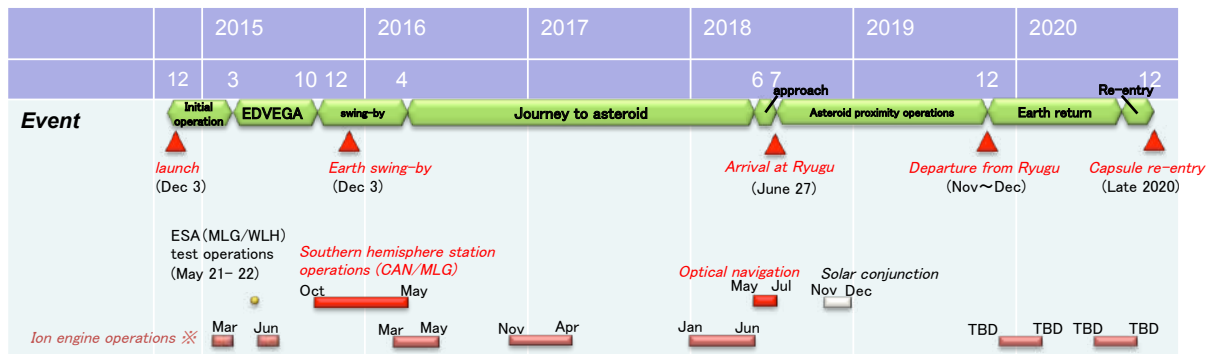 2015 2016 2017 2018 2019 2020
12 3 10 12 4 6 7 12 12
approach Re-entry
Event
Initial
operation
EDVEGA
swing-by
Journey to asteroid
Asteroid proximity operations
Earth return
launch
(Dec 3)
Earth swing-by
(Dec 3)
Arrival at Ryugu
(June 27)
Departure from Ryugu
(Nov～Dec)
Capsule re-entry
(Late 2020)
ESA(MLG/WLH)
test operations
(May 21- 22)
Southern hemisphere station
operations (CAN/MLG)
Oct May
Optical navigation
May Jul
Solar conjunction
Nov Dec
Ion engine operations ※
Mar Jun Mar May Nov Apr Jan Jun TBD TBD TBD TBD